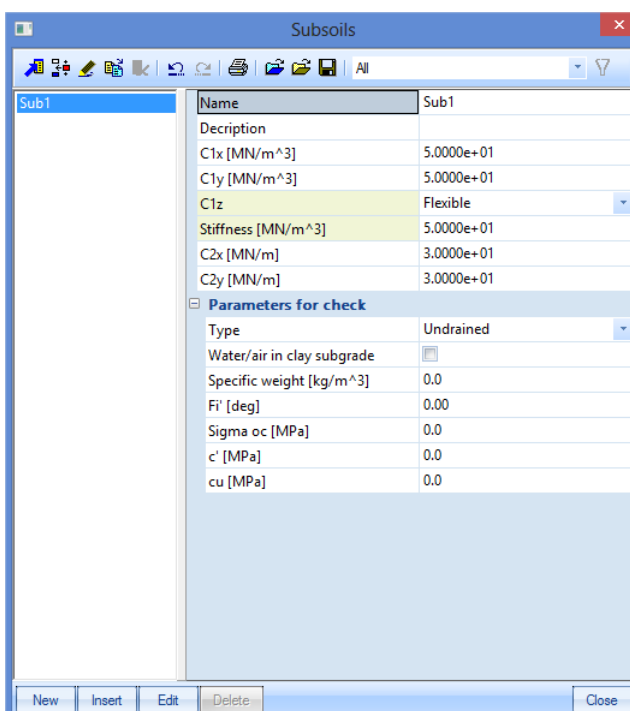 Subsoils
All
Sub1
Name Sub1
Decription
C1x [MN/m^3] 5.0000e+01
C1y [MN/m^3] 5.0000e+01
C1z Flexible
Stiffness [MN/m^3] 5.0000e+01
C2x [MN/m] 3.0000e+01
C2y [MN/m] 3.0000e+01
Parameters for check
Type Undrained
Water/air in clay subgrade
Specific weight [kg/m^3] 0.0
Fi' [deg] 0.00
Sigma oc [MPa] 0.0
c' [MPa] 0.0
cu [MPa] 0.0
New Insert Edit Delete Close